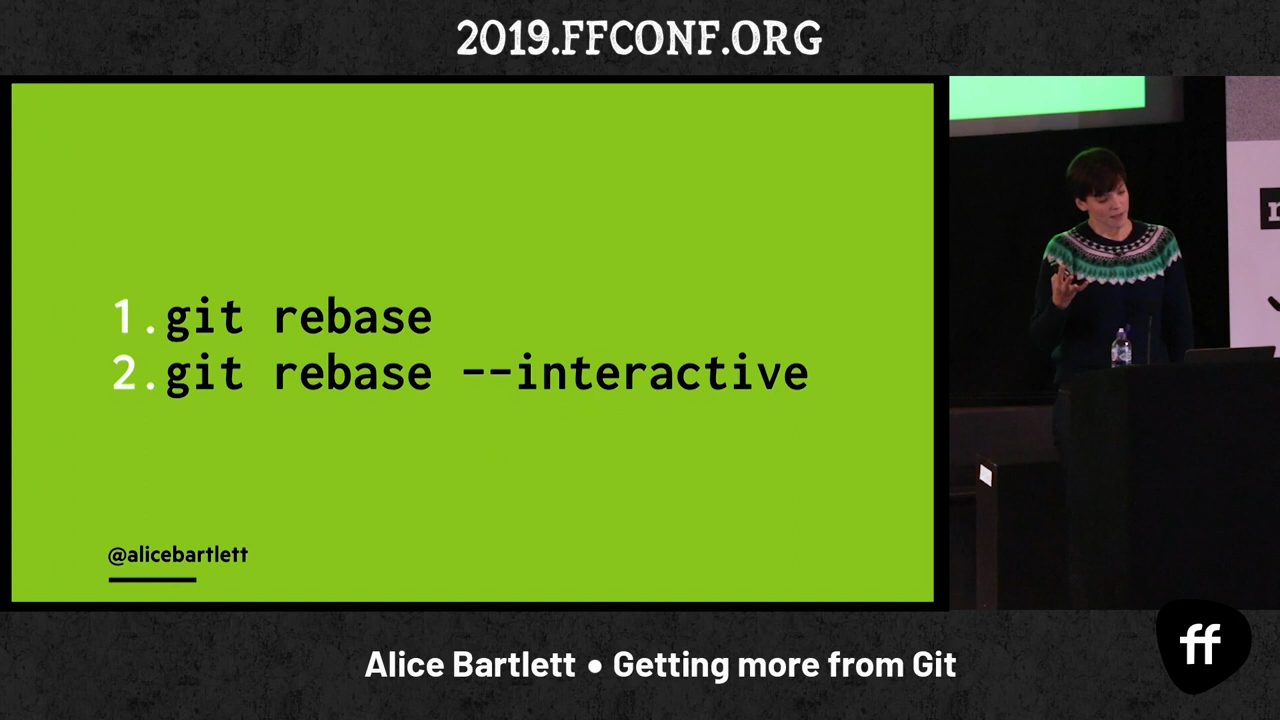 2019.FFCONF.ORG
1.git rebase
2.git rebase --interactive
@alicebartlett
Alice Bartlett • Getting more from Git
ff